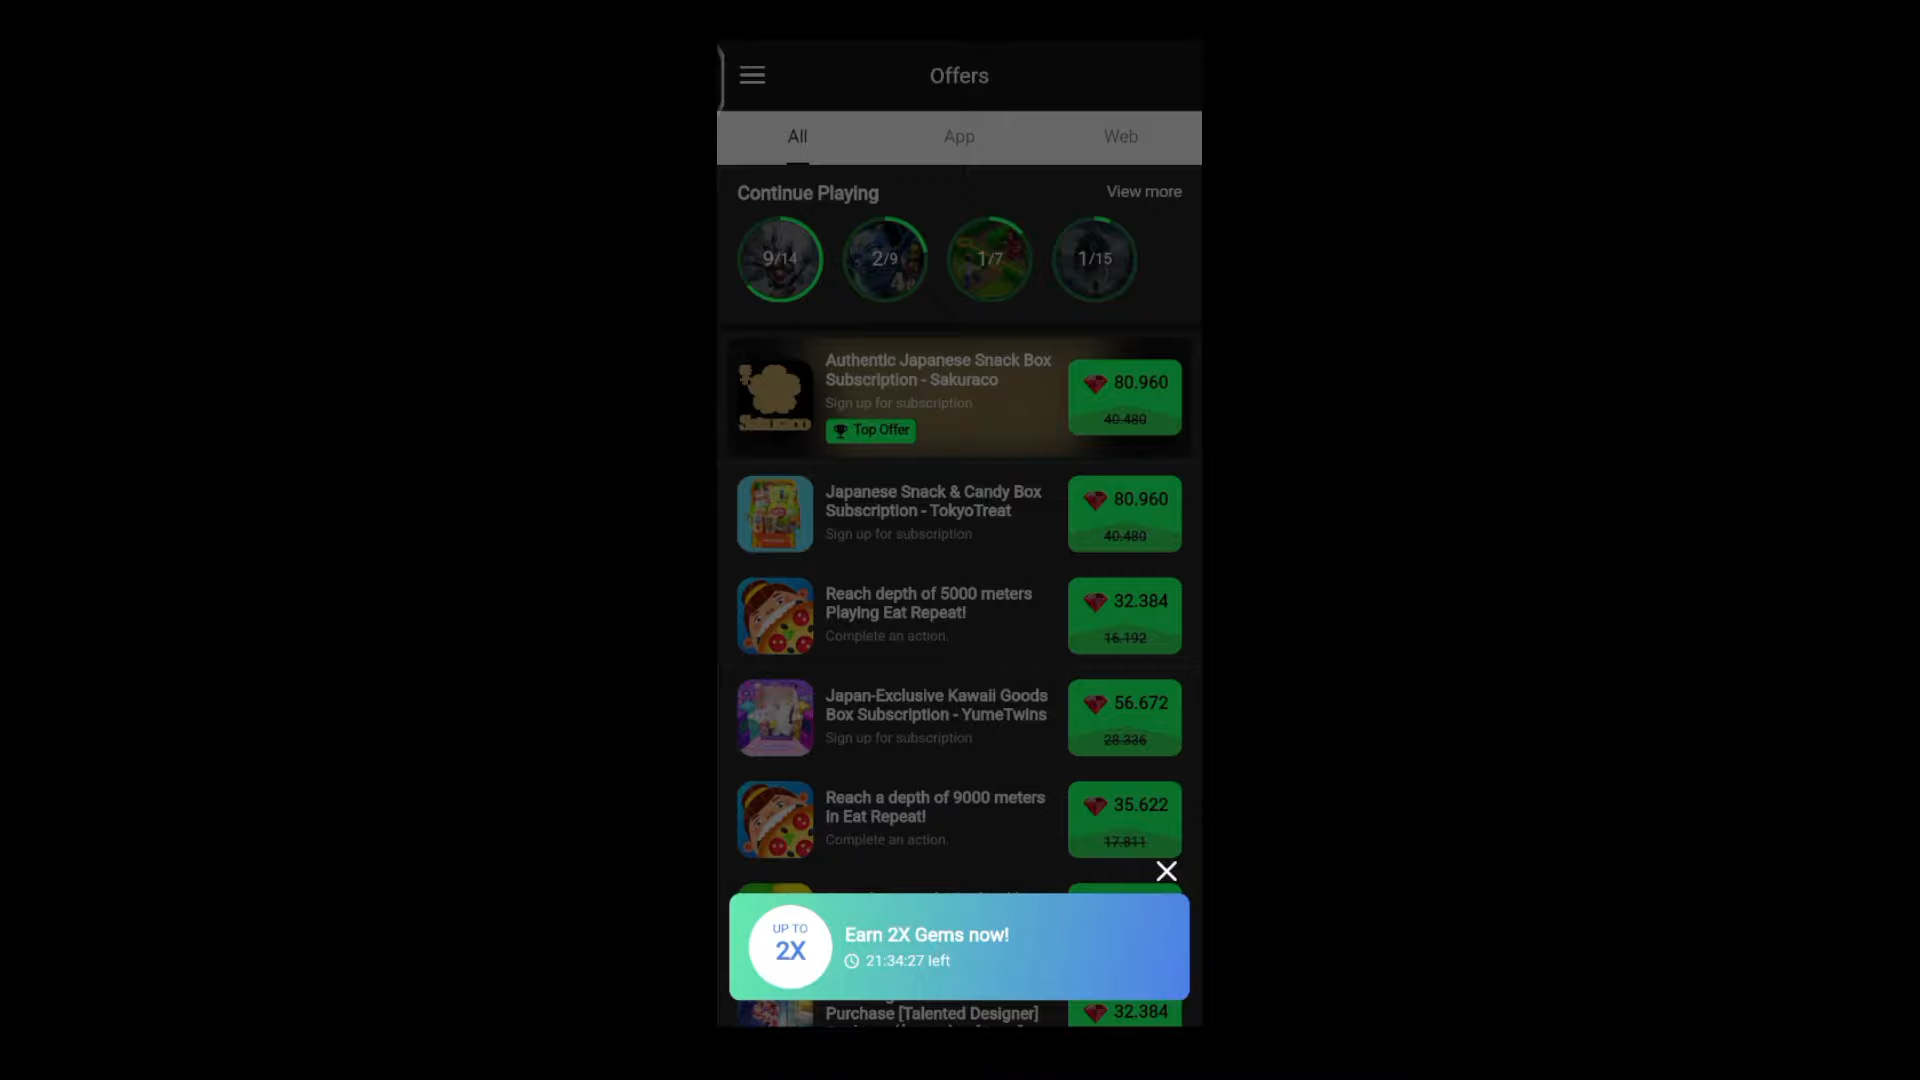 Offers
All
App
Web
Continue Playing
View more
9/14
2/9
1/7
1/15
Authentic Japanese Snack Box
Subscription - Sakuraco
Sign up for subscription
Top Offer
80.960
40.480
Japanese Snack & Candy Box
Subscription - TokyoTreat
Sign up for subscription
80.960
40.480
Reach depth of 5000 meters
Playing Eat Repeat!
Complete an action.
32.384
16.192
Japan-Exclusive Kawaii Goods
Box Subscription - YumeTwins
Sign up for subscription
56.672
28.336
Reach a depth of 9000 meters
in Eat Repeat!
Complete an action.
35.622
17.811
UP TO
2X
Earn 2X Gems now!
21:34:27 left
Purchase [Talented Designer]
32.384